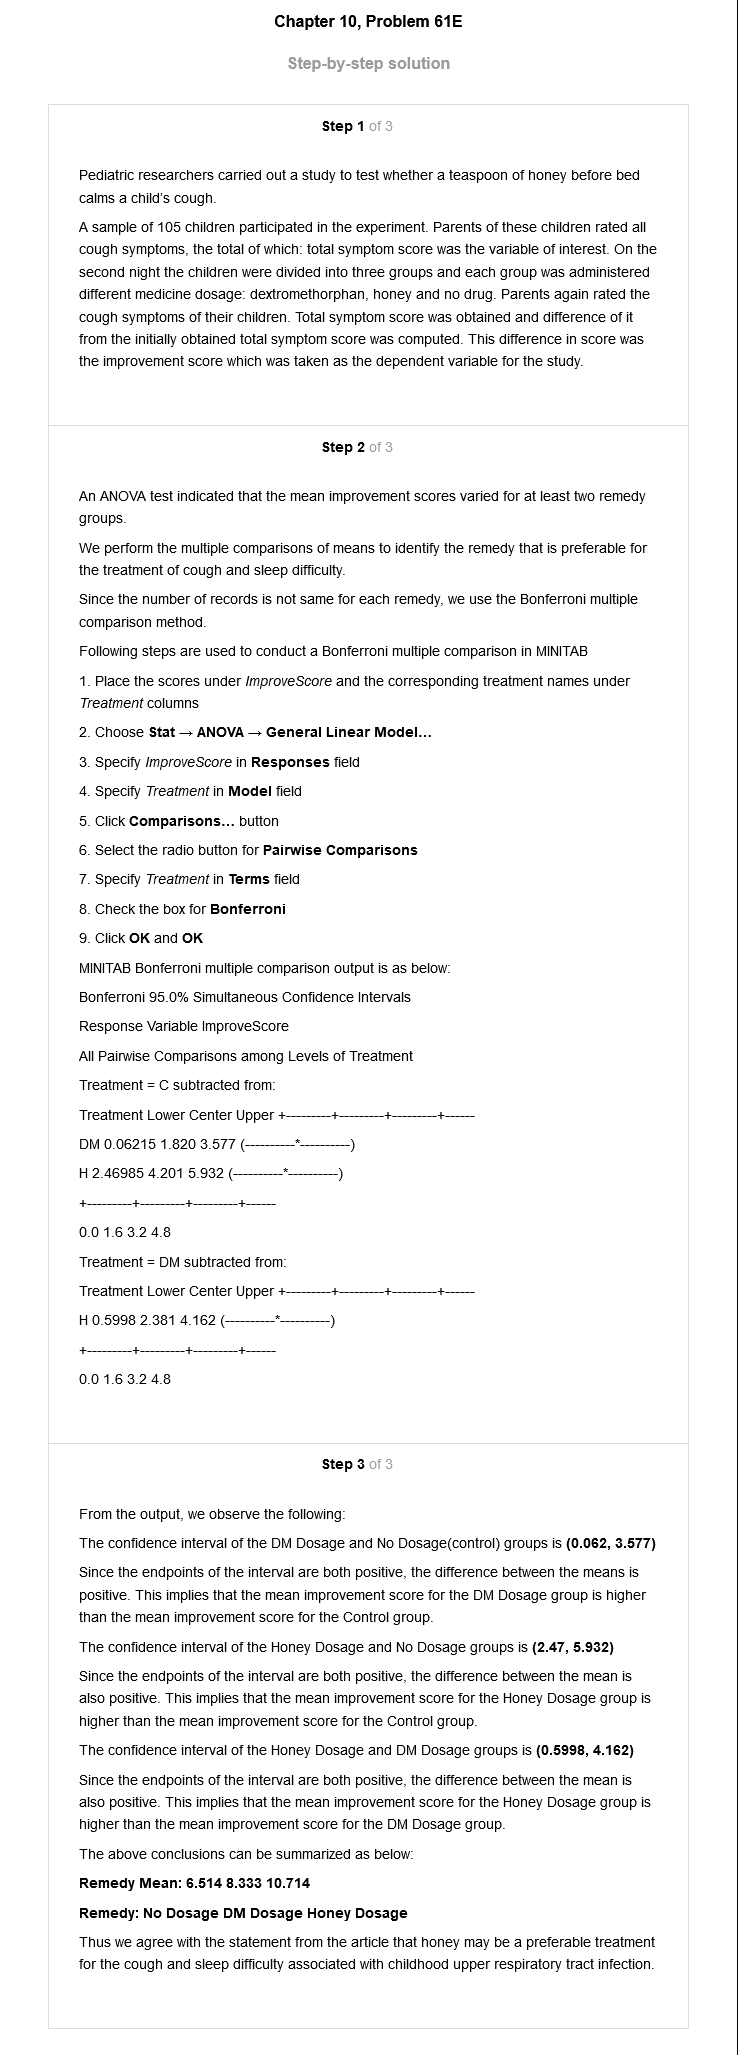 Chapter 10, Problem 61E
Step-by-step solution
Step 1 of 3
Pediatric researchers carried out a study to test whether a teaspoon of honey before bed
calms a child's cough.
A sample of 105 children participated in the experiment. Parents of these children rated all
cough symptoms, the total of which: total symptom score was the variable of interest. On the
second night the children were divided into three groups and each group was administered
different medicine dosage: dextromethorphan, honey and no drug. Parents again rated the
cough symptoms of their children. Total symptom score was obtained and difference of it
from the initially obtained total symptom score was computed. This difference in score was
the improvement score which was taken as the dependent variable for the study.
Step 2 of 3
An ANOVA test indicated that the mean improvement scores varied for at least two remedy
groups.
We perform the multiple comparisons of means to identify the remedy that is preferable for
the treatment of cough and sleep difficulty.
Since the number of records is not same for each remedy, we use the Bonferroni multiple
comparison method.
Following steps are used to conduct a Bonferroni multiple comparison in MINITAB
1. Place the scores under ImproveScore and the corresponding treatment names under
Treatment columns
2. Choose Stat → ANOVA → General Linear Model...
3. Specify ImproveScore in Responses field
4. Specify Treatment in Model field
5. Click Comparisons... button
6. Select the radio button for Pairwise Comparisons
7. Specify Treatment in Terms field
8. Check the box for Bonferroni
9. Click OK and OK
MINITAB Bonferroni multiple comparison output is as below:
Bonferroni 95.0% Simultaneous Confidence Intervals
Response Variable ImproveScore
All Pairwise Comparisons among Levels of Treatment
Treatment = C subtracted from:
Treatment Lower Center Upper +---------+---------+---------+------
DM 0.06215 1.820 3.577 (----------*----------)
H 2.46985 4.201 5.932 (----------*----------)
+---------+---------+---------+------
0.0 1.6 3.2 4.8
Treatment = DM subtracted from:
Treatment Lower Center Upper +---------+---------+---------+------
H 0.5998 2.381 4.162 (----------*----------)
+---------+---------+---------+------
0.0 1.6 3.2 4.8
Step 3 of 3
From the output, we observe the following:
The confidence interval of the DM Dosage and No Dosage(control) groups is (0.062, 3.577)
Since the endpoints of the interval are both positive, the difference between the means is
positive. This implies that the mean improvement score for the DM Dosage group is higher
than the mean improvement score for the Control group.
The confidence interval of the Honey Dosage and No Dosage groups is (2.47, 5.932)
Since the endpoints of the interval are both positive, the difference between the mean is
also positive. This implies that the mean improvement score for the Honey Dosage group is
higher than the mean improvement score for the Control group.
The confidence interval of the Honey Dosage and DM Dosage groups is (0.5998, 4.162)
Since the endpoints of the interval are both positive, the difference between the mean is
also positive. This implies that the mean improvement score for the Honey Dosage group is
higher than the mean improvement score for the DM Dosage group.
The above conclusions can be summarized as below:
Remedy Mean: 6.514 8.333 10.714
Remedy: No Dosage DM Dosage Honey Dosage
Thus we agree with the statement from the article that honey may be a preferable treatment
for the cough and sleep difficulty associated with childhood upper respiratory tract infection.